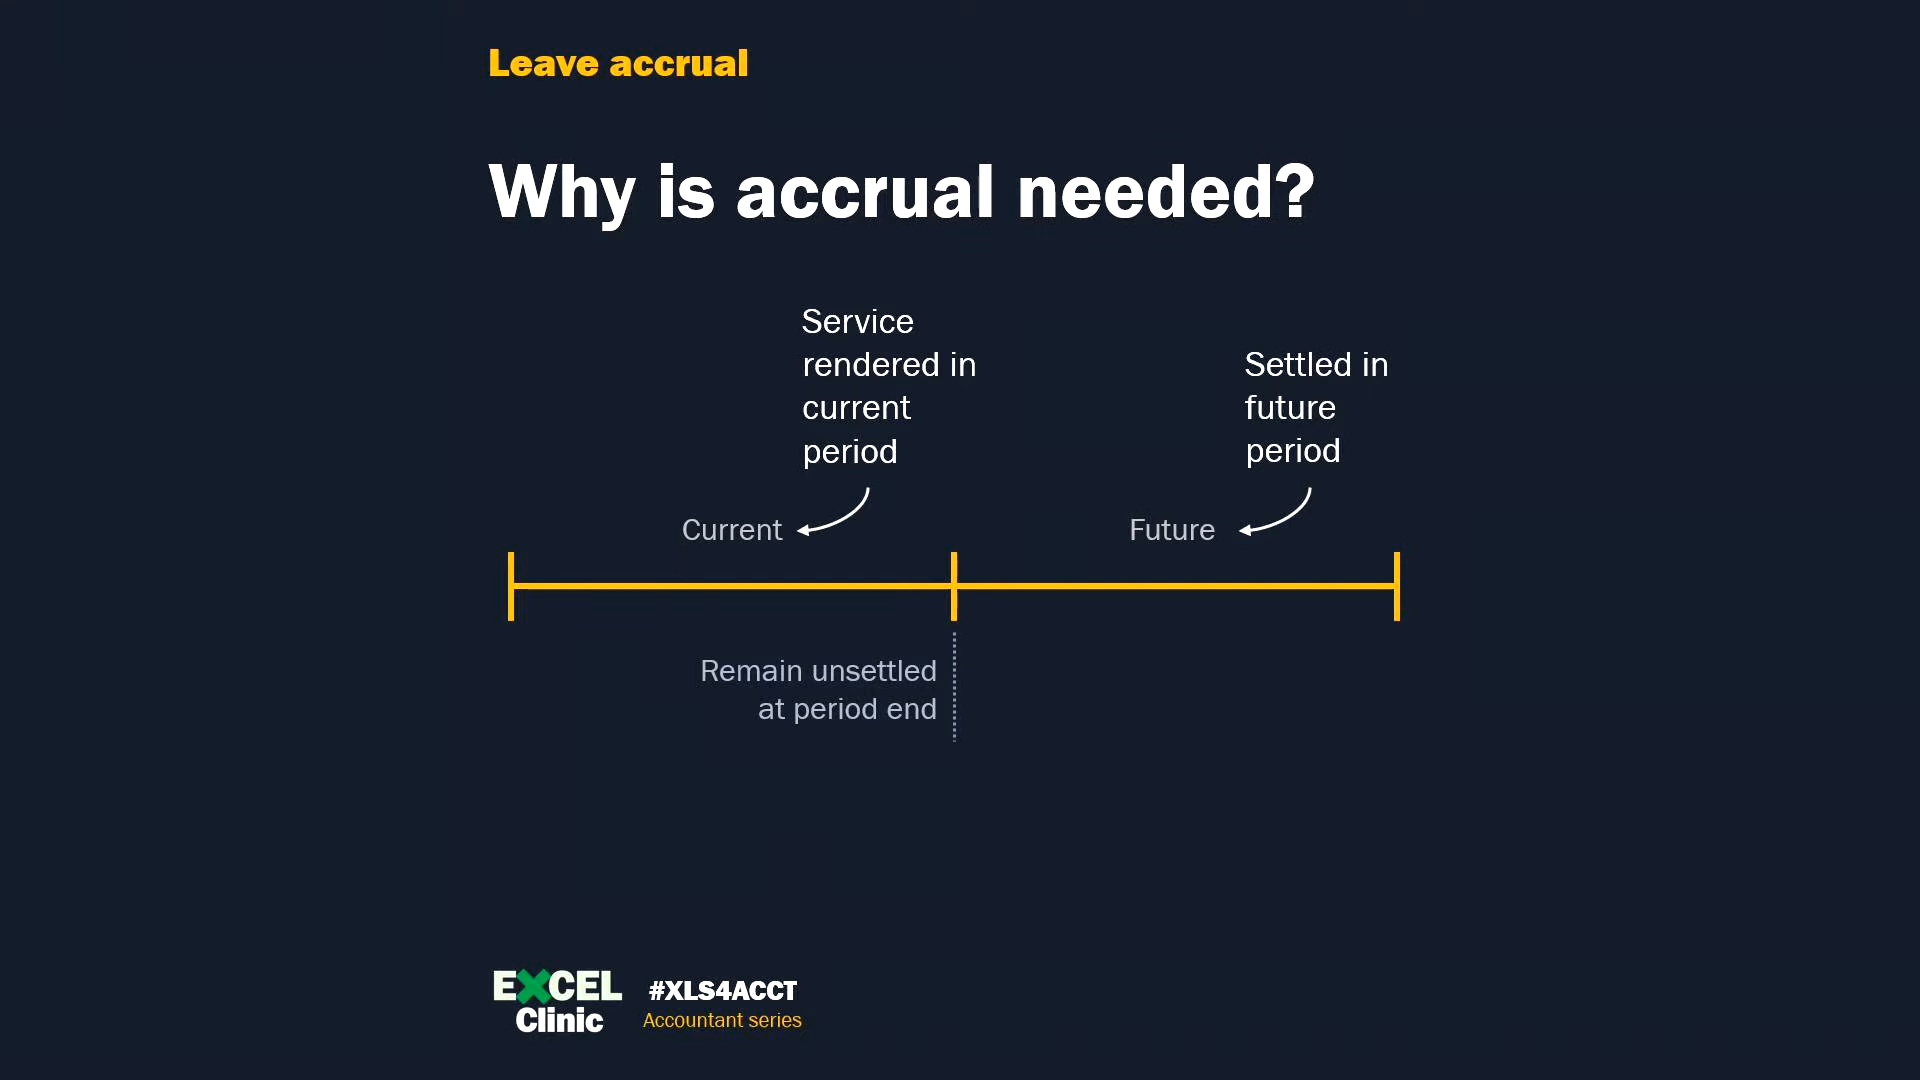 Leave accrual
Why is accrual needed?
Service
rendered in
current
period
Settled in
future
period
Current
Future
Remain unsettled
at period end
EXCEL
Clinic
#XLS4ACCT
Accountant series